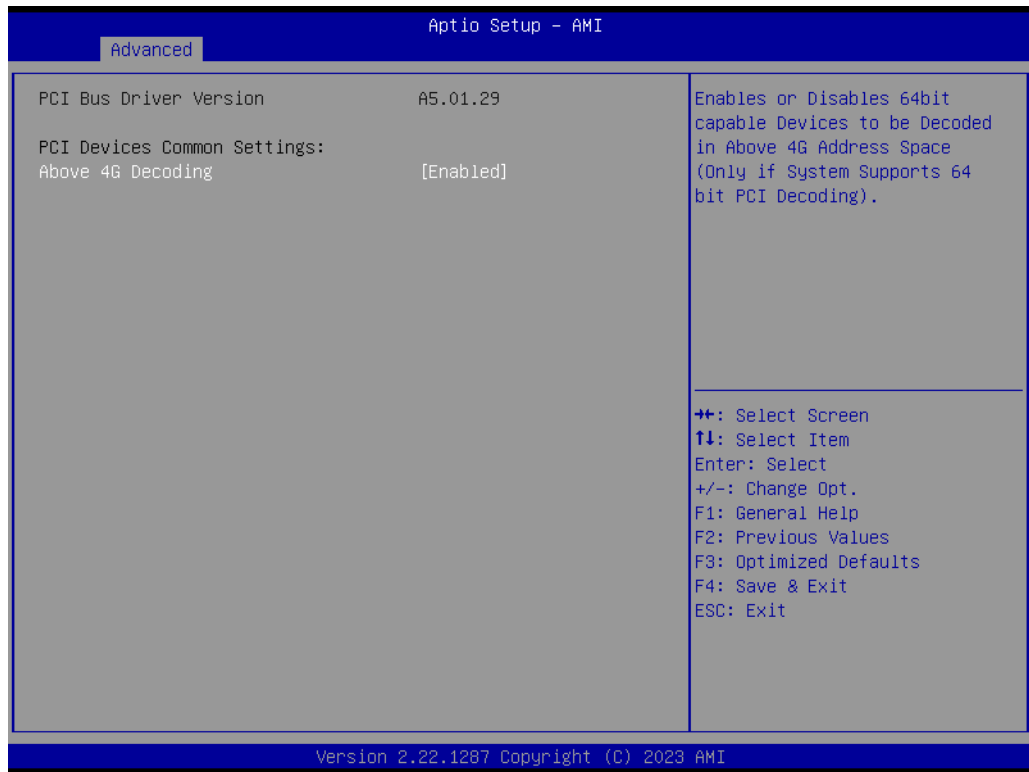 Aptio Setup – AMI
Advanced
PCI Bus Driver Version A5.01.29
PCI Devices Common Settings:
Above 4G Decoding [Enabled]
Enables or Disables 64bit
capable Devices to be Decoded
in Above 4G Address Space
(Only if System Supports 64
bit PCI Decoding).
→←: Select Screen
↑↓: Select Item
Enter: Select
+/-: Change Opt.
F1: General Help
F2: Previous Values
F3: Optimized Defaults
F4: Save & Exit
ESC: Exit
Version 2.22.1287 Copyright (C) 2023 AMI